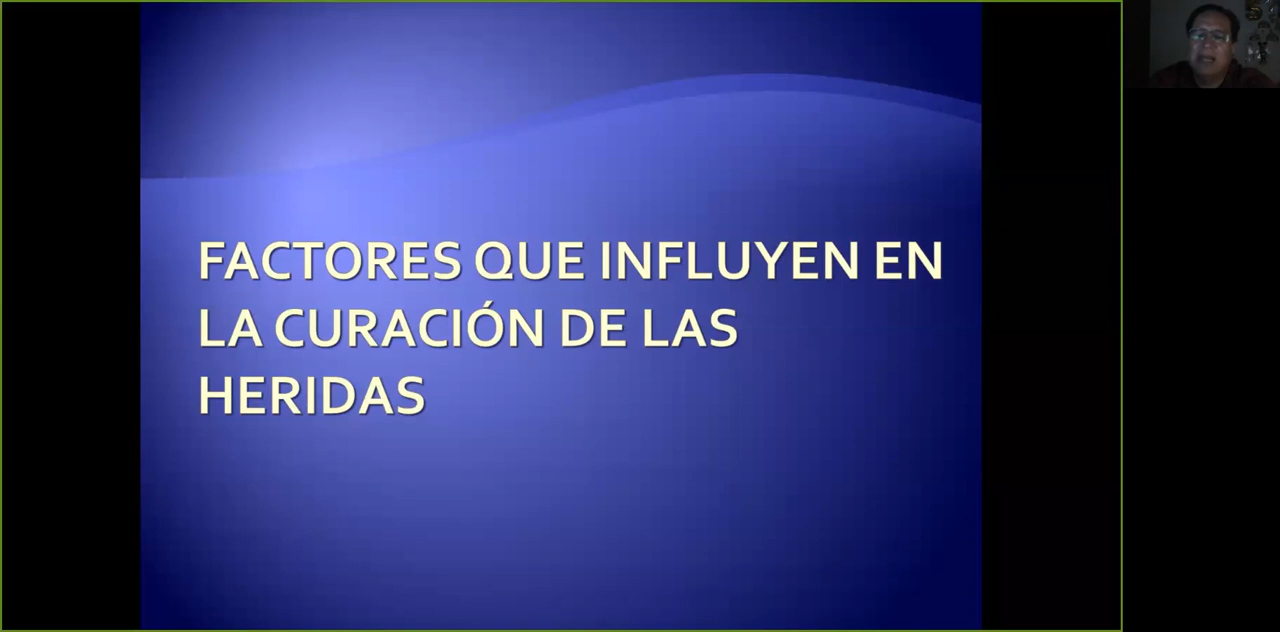 FACTORES QUE INFLUYEN EN
LA CURACIÓN DE LAS
HERIDAS